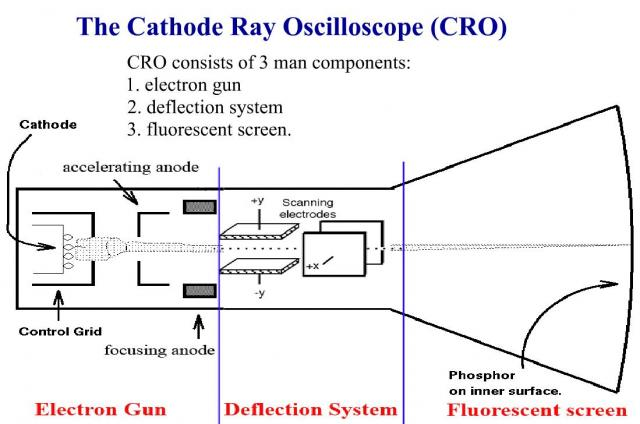 The Cathode Ray Oscilloscope (CRO)
CRO consists of 3 man components:
1. electron gun
2. deflection system
3. fluorescent screen.
Cathode
accelerating anode
+y
Scanning
electrodes
+x
-y
Control Grid
focusing anode
Phosphor
on inner surface.
Electron Gun
Deflection System
Fluorescent screen